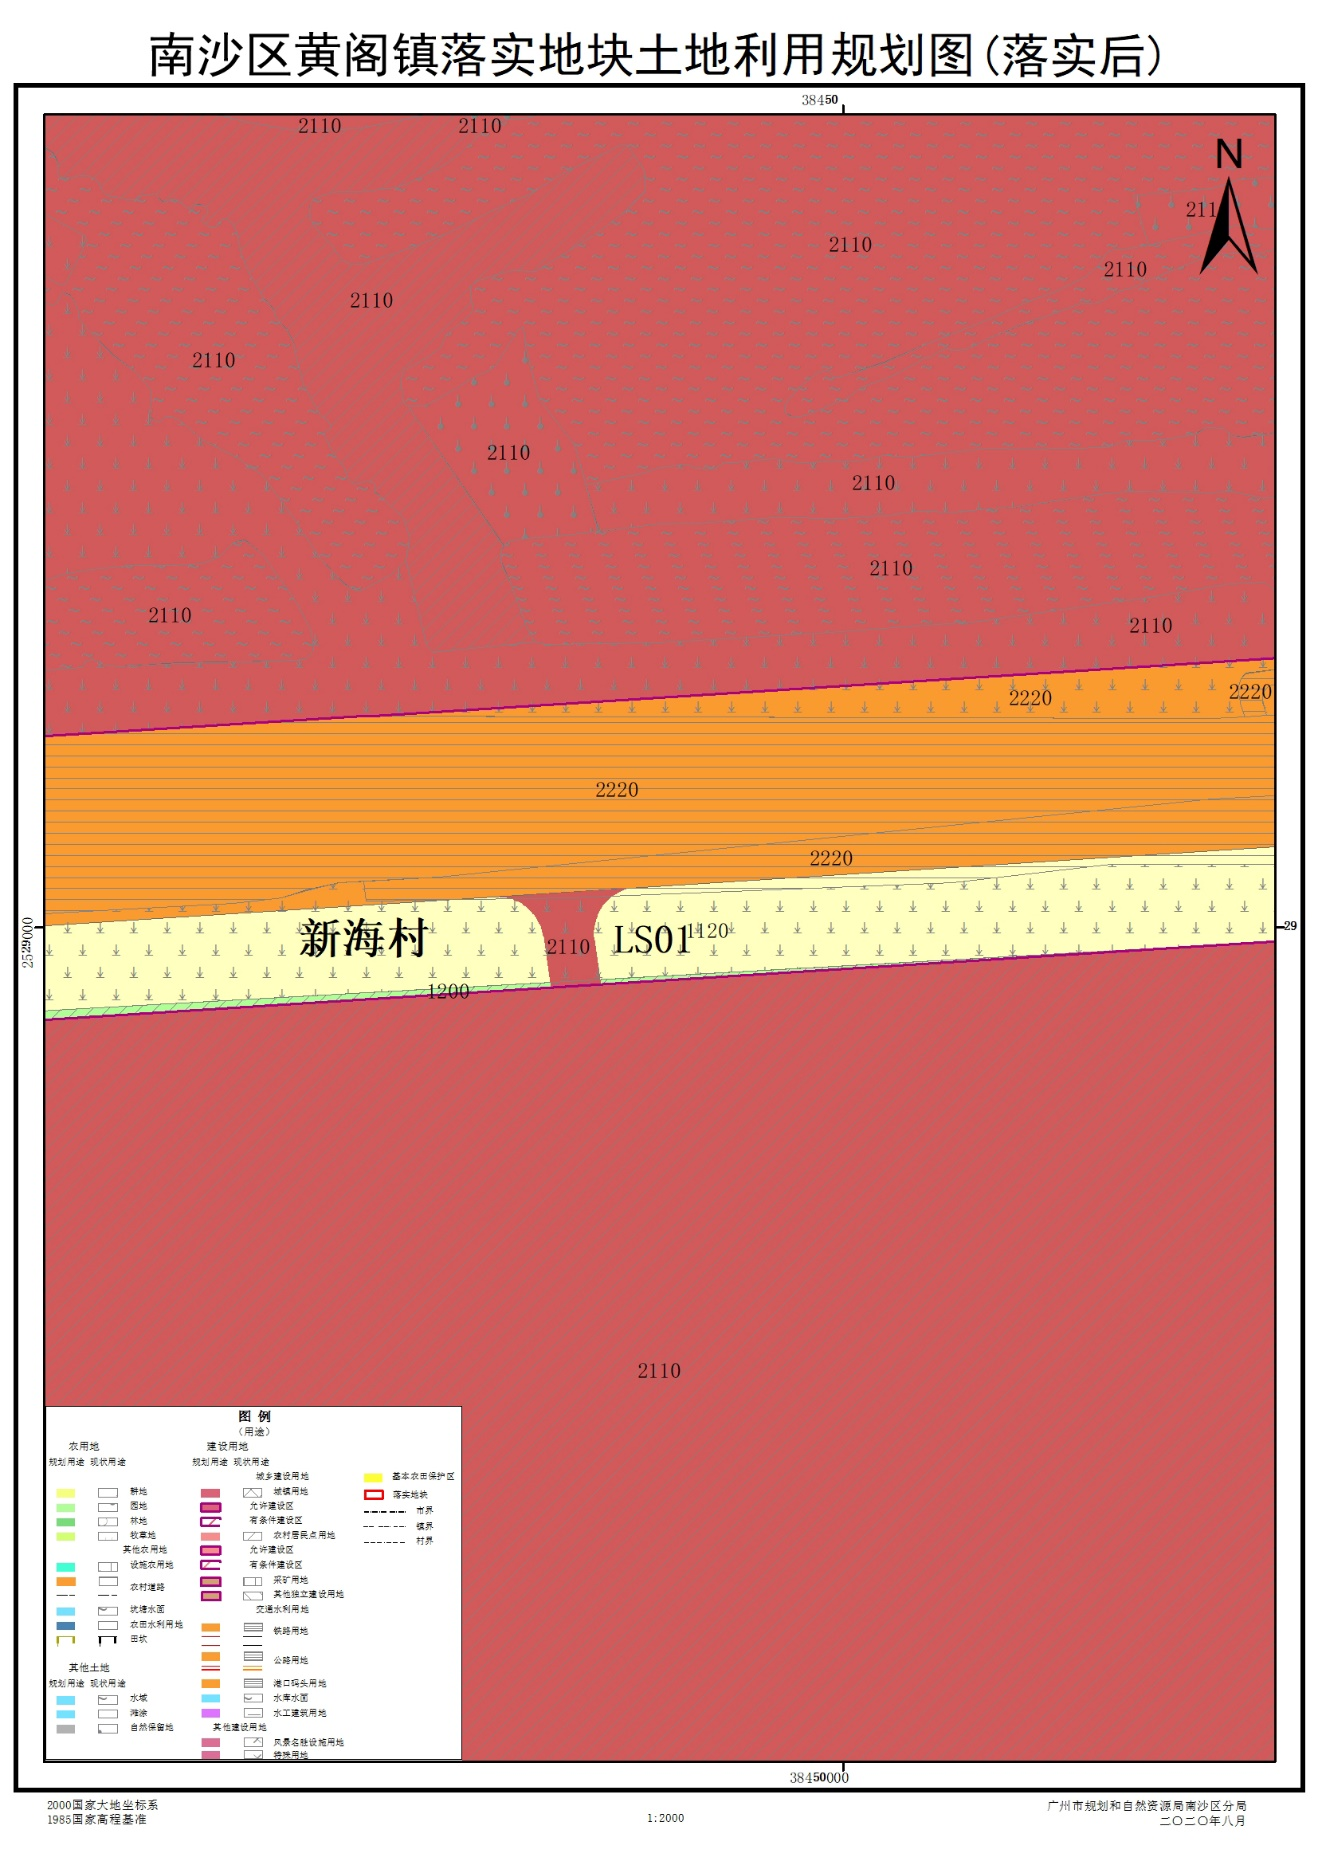 南沙区黄阁镇落实地块土地利用规划图(落实后)
38450
2110
2110
N
211
2110
2110
2110
2110
2110
2110
2110
2110
2110
2220
2220
2220
2220
新海村
2110
LS01
1120
1200
2529000
29
2110
图 例
(用途)
农用地
规划用途 现状用途
耕地
园地
林地
牧草地
其他农用地
设施农用地
农村道路
坑塘水面
农田水利用地
田坎
其他土地
规划用途 现状用途
水域
滩涂
自然保留地
建设用地
规划用途 现状用途
城乡建设用地
城镇用地
允许建设区
有条件建设区
农村居民点用地
允许建设区
有条件建设区
采矿用地
其他独立建设用地
交通水利用地
铁路用地
公路用地
港口码头用地
水库水面
水工建筑用地
其他建设用地
风景名胜设施用地
特殊用地
基本农田保护区
落实地块
市界
镇界
村界
38450000
2000国家大地坐标系
1985国家高程基准
1:2000
广州市规划和自然资源局南沙区分局
二〇二〇年八月